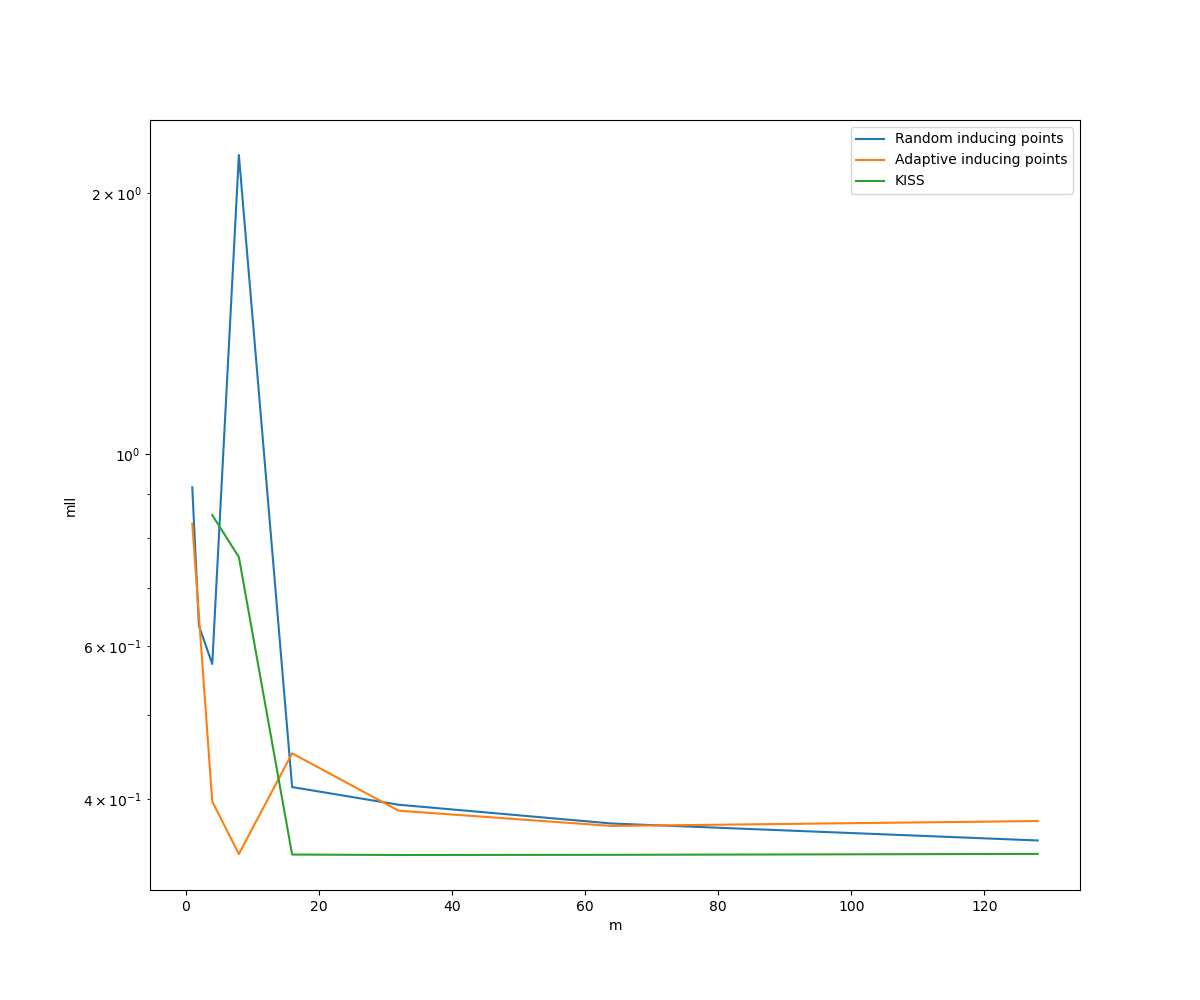 Random inducing points
Adaptive inducing points
KISS
2 × 10⁰
10⁰
6 × 10⁻¹
4 × 10⁻¹
mll
0 20 40 60 80 100 120
m